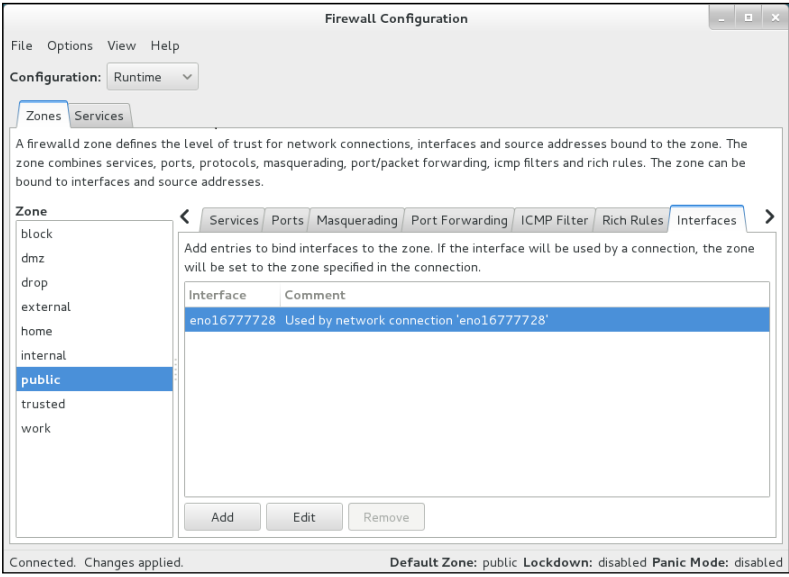 Firewall Configuration
File Options View Help
Configuration: Runtime
Zones Services
A firewalld zone defines the level of trust for network connections, interfaces and source addresses bound to the zone. The
zone combines services, ports, protocols, masquerading, port/packet forwarding, icmp filters and rich rules. The zone can be
bound to interfaces and source addresses.
Zone
block
dmz
drop
external
home
internal
public
trusted
work
Services Ports Masquerading Port Forwarding ICMP Filter Rich Rules Interfaces
Add entries to bind interfaces to the zone. If the interface will be used by a connection, the zone
will be set to the zone specified in the connection.
Interface Comment
eno16777728 Used by network connection 'eno16777728'
Add Edit Remove
Connected. Changes applied.
Default Zone: public Lockdown: disabled Panic Mode: disabled